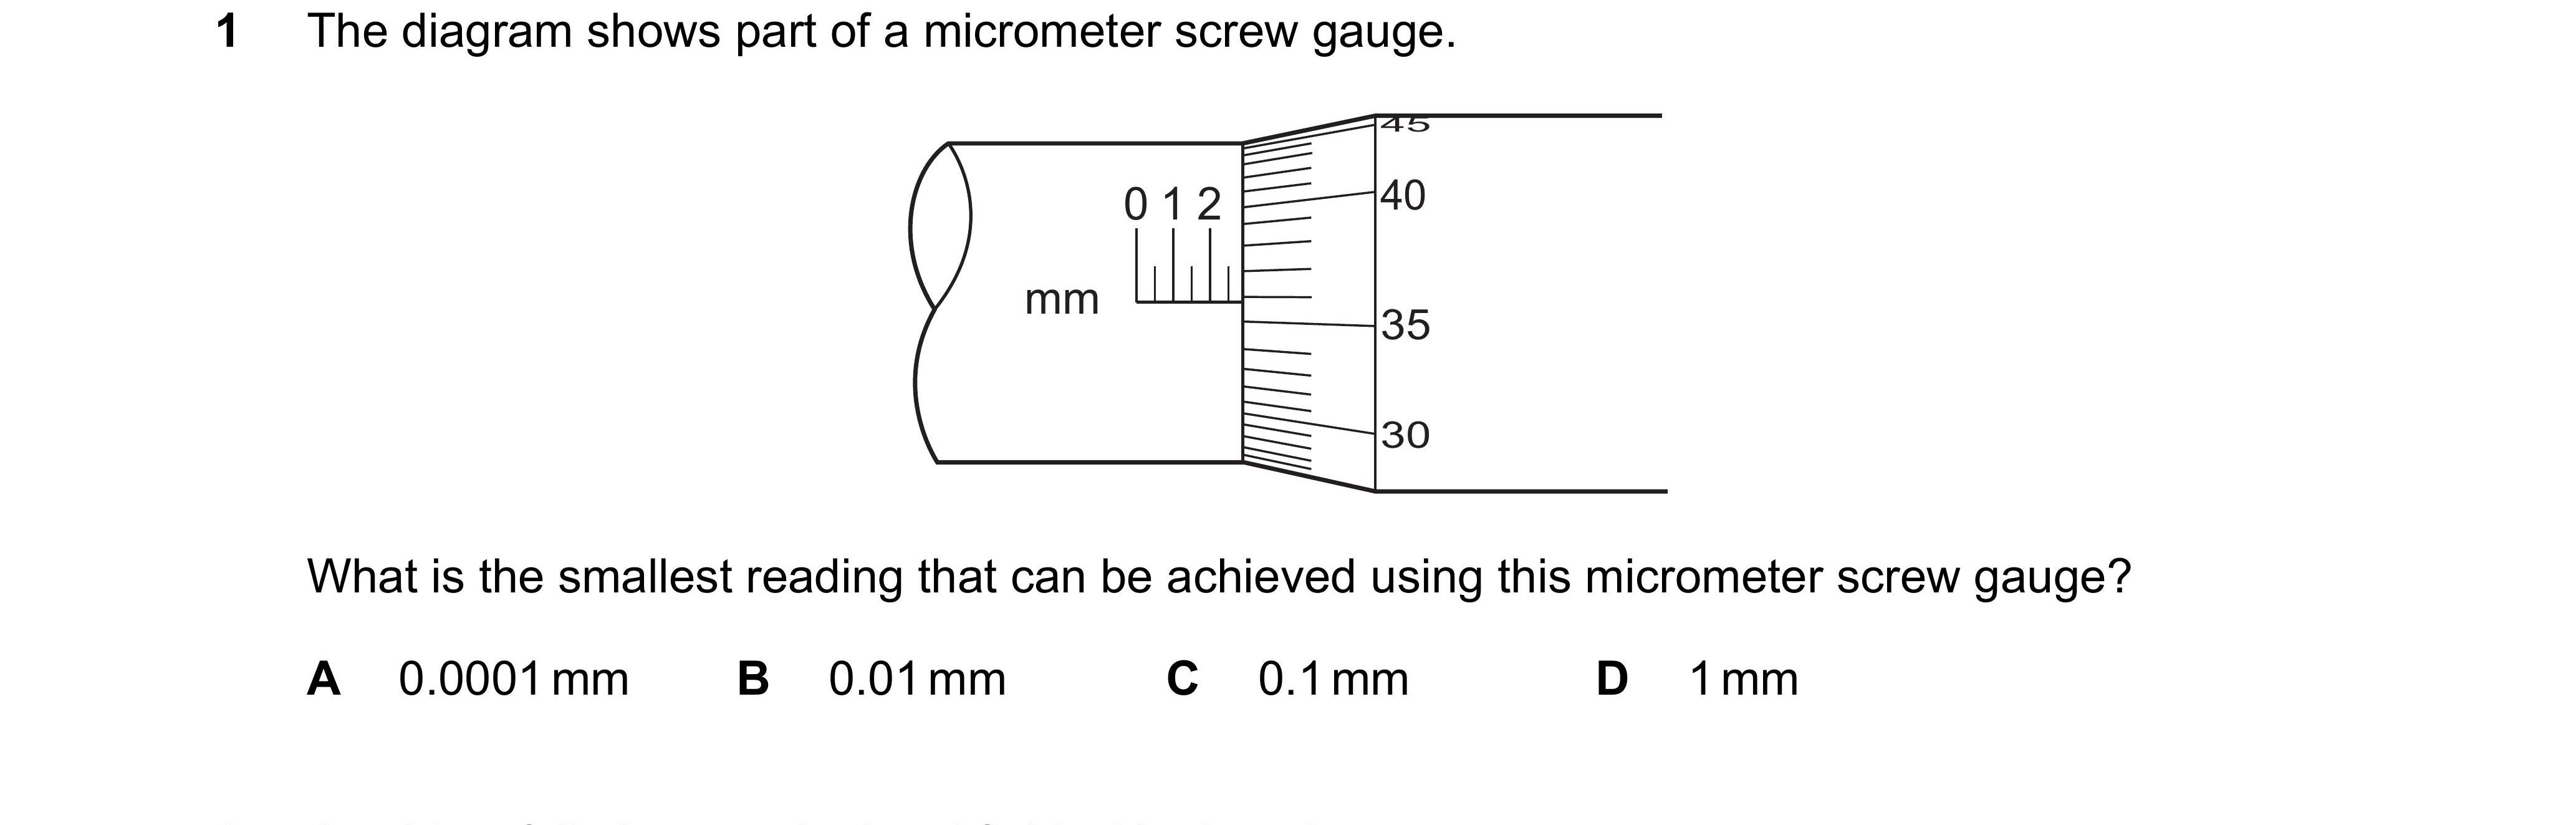 1 The diagram shows part of a micrometer screw gauge.
45
0 1 2
40
mm
35
30
What is the smallest reading that can be achieved using this micrometer screw gauge?
A 0.0001 mm B 0.01 mm C 0.1 mm D 1 mm